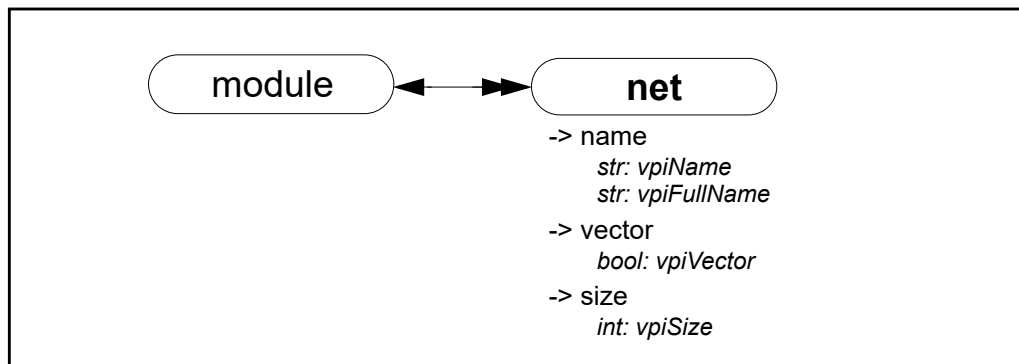 module
net
-> name
str: vpiName
str: vpiFullName
-> vector
bool: vpiVector
-> size
int: vpiSize